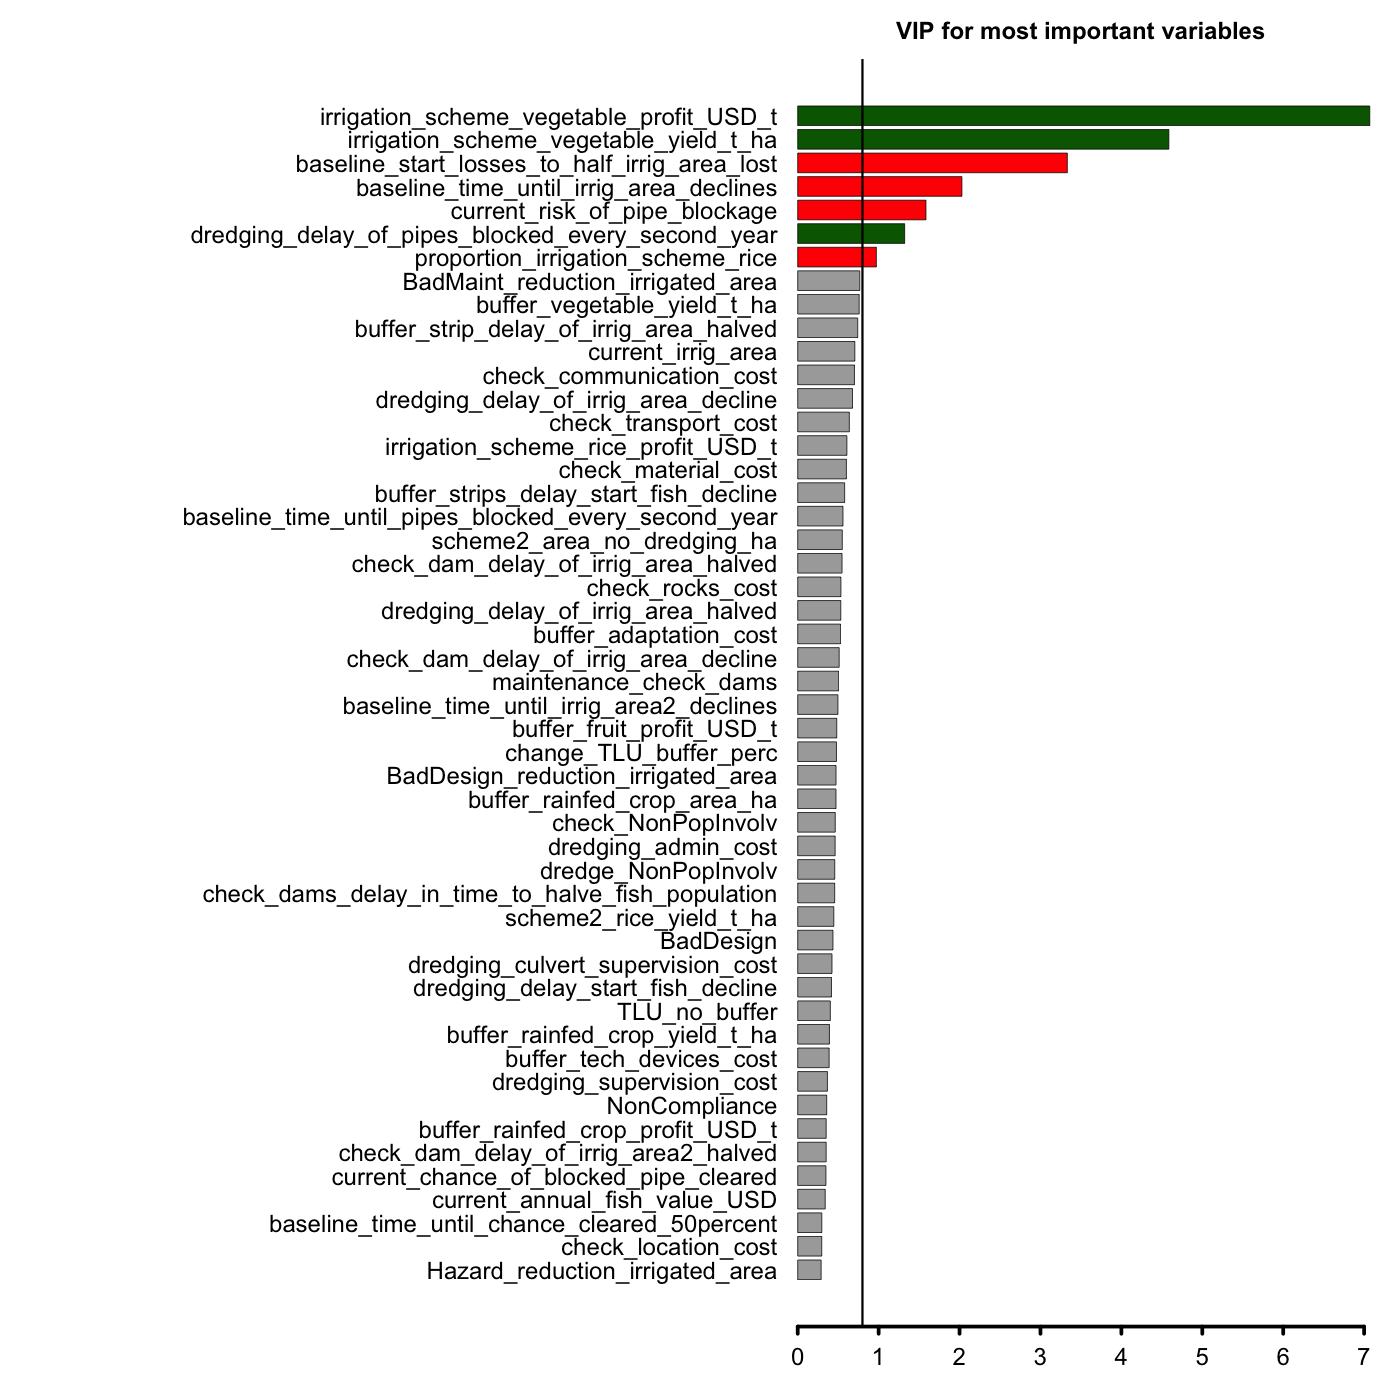 VIP for most important variables
irrigation_scheme_vegetable_profit_USD_t
irrigation_scheme_vegetable_yield_t_ha
baseline_start_losses_to_half_irrig_area_lost
baseline_time_until_irrig_area_declines
current_risk_of_pipe_blockage
dredging_delay_of_pipes_blocked_every_second_year
proportion_irrigation_scheme_rice
BadMaint_reduction_irrigated_area
buffer_vegetable_yield_t_ha
buffer_strip_delay_of_irrig_area_halved
current_irrig_area
check_communication_cost
dredging_delay_of_irrig_area_decline
check_transport_cost
irrigation_scheme_rice_profit_USD_t
check_material_cost
buffer_strips_delay_start_fish_decline
baseline_time_until_pipes_blocked_every_second_year
scheme2_area_no_dredging_ha
check_dam_delay_of_irrig_area_halved
check_rocks_cost
dredging_delay_of_irrig_area_halved
buffer_adaptation_cost
check_dam_delay_of_irrig_area_decline
maintenance_check_dams
baseline_time_until_irrig_area2_declines
buffer_fruit_profit_USD_t
change_TLU_buffer_perc
BadDesign_reduction_irrigated_area
buffer_rainfed_crop_area_ha
check_NonPopInvolv
dredging_admin_cost
dredge_NonPopInvolv
check_dams_delay_in_time_to_halve_fish_population
scheme2_rice_yield_t_ha
BadDesign
dredging_culvert_supervision_cost
dredging_delay_start_fish_decline
TLU_no_buffer
buffer_rainfed_crop_yield_t_ha
buffer_tech_devices_cost
dredging_supervision_cost
NonCompliance
buffer_rainfed_crop_profit_USD_t
check_dam_delay_of_irrig_area2_halved
current_chance_of_blocked_pipe_cleared
current_annual_fish_value_USD
baseline_time_until_chance_cleared_50percent
check_location_cost
Hazard_reduction_irrigated_area
0 1 2 3 4 5 6 7